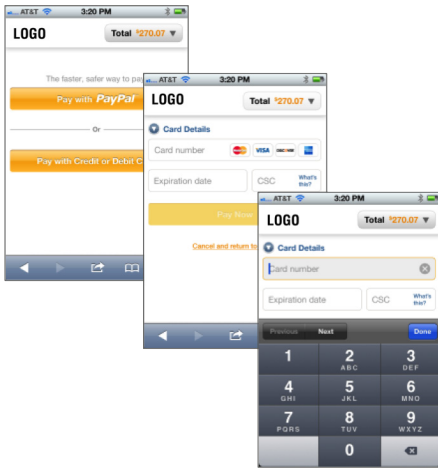 AT&T 3:20 PM
LOGO Total $270.07 ▼
The faster, safer way to pay
Pay with PayPal
Or
Pay with Credit or Debit C
AT&T 3:20 PM
LOGO Total $270.07 ▼
Card Details
Card number VISA
Expiration date CSC What's this?
Pay Now
Cancel and return to
AT&T 3:20 PM
LOGO Total $270.07 ▼
Card Details
Card number
Expiration date CSC What's this?
Previous Next Done
1 2 3
ABC DEF
4 5 6
GHI JKL MNO
7 8 9
PQRS TUV WXYZ
0